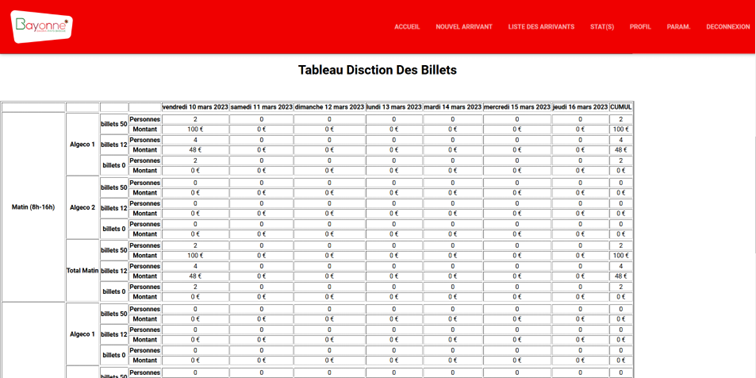 Bayonne
ACCUEIL NOUVEL ARRIVANT LISTE DES ARRIVANTS STAT(S) PROFIL PARAM. DECONNEXION
Tableau Disction Des Billets
vendredi 10 mars 2023 samedi 11 mars 2023 dimanche 12 mars 2023 lundi 13 mars 2023 mardi 14 mars 2023 mercredi 15 mars 2023 jeudi 16 mars 2023 CUMUL
Matin (8h-16h) Algeco 1 billets 50 Personnes 2 0 0 0 0 0 0 2
Montant 100 € 0 € 0 € 0 € 0 € 0 € 0 € 100 €
billets 12 Personnes 4 0 0 0 0 0 0 4
Montant 48 € 0 € 0 € 0 € 0 € 0 € 0 € 48 €
billets 0 Personnes 2 0 0 0 0 0 0 2
Montant 0 € 0 € 0 € 0 € 0 € 0 € 0 € 0 €
Algeco 2 billets 50 Personnes 0 0 0 0 0 0 0 0
Montant 0 € 0 € 0 € 0 € 0 € 0 € 0 € 0 €
billets 12 Personnes 0 0 0 0 0 0 0 0
Montant 0 € 0 € 0 € 0 € 0 € 0 € 0 € 0 €
billets 0 Personnes 0 0 0 0 0 0 0 0
Montant 0 € 0 € 0 € 0 € 0 € 0 € 0 € 0 €
Total Matin billets 50 Personnes 2 0 0 0 0 0 0 2
Montant 100 € 0 € 0 € 0 € 0 € 0 € 0 € 100 €
billets 12 Personnes 4 0 0 0 0 0 0 4
Montant 48 € 0 € 0 € 0 € 0 € 0 € 0 € 48 €
billets 0 Personnes 2 0 0 0 0 0 0 2
Montant 0 € 0 € 0 € 0 € 0 € 0 € 0 € 0 €
Algeco 1 billets 50 Personnes 0 0 0 0 0 0 0 0
Montant 0 € 0 € 0 € 0 € 0 € 0 € 0 € 0 €
billets 12 Personnes 0 0 0 0 0 0 0 0
Montant 0 € 0 € 0 € 0 € 0 € 0 € 0 € 0 €
billets 0 Personnes 0 0 0 0 0 0 0 0
Montant 0 € 0 € 0 € 0 € 0 € 0 € 0 € 0 €
billets 50 Personnes 0 0 0 0 0 0 0 0